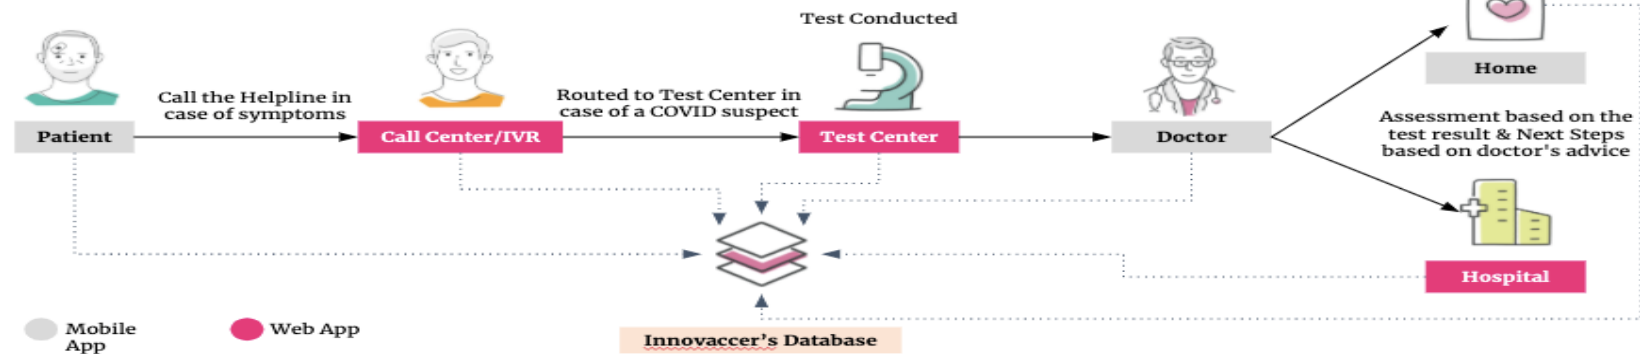 Test Conducted
Call the Helpline in
case of symptoms
Routed to Test Center in
case of a COVID suspect
Patient
Call Center/IVR
Test Center
Doctor
Home
Assessment based on the
test result & Next Steps
based on doctor's advice
Hospital
Mobile
App
Web App
Innovaccer's Database